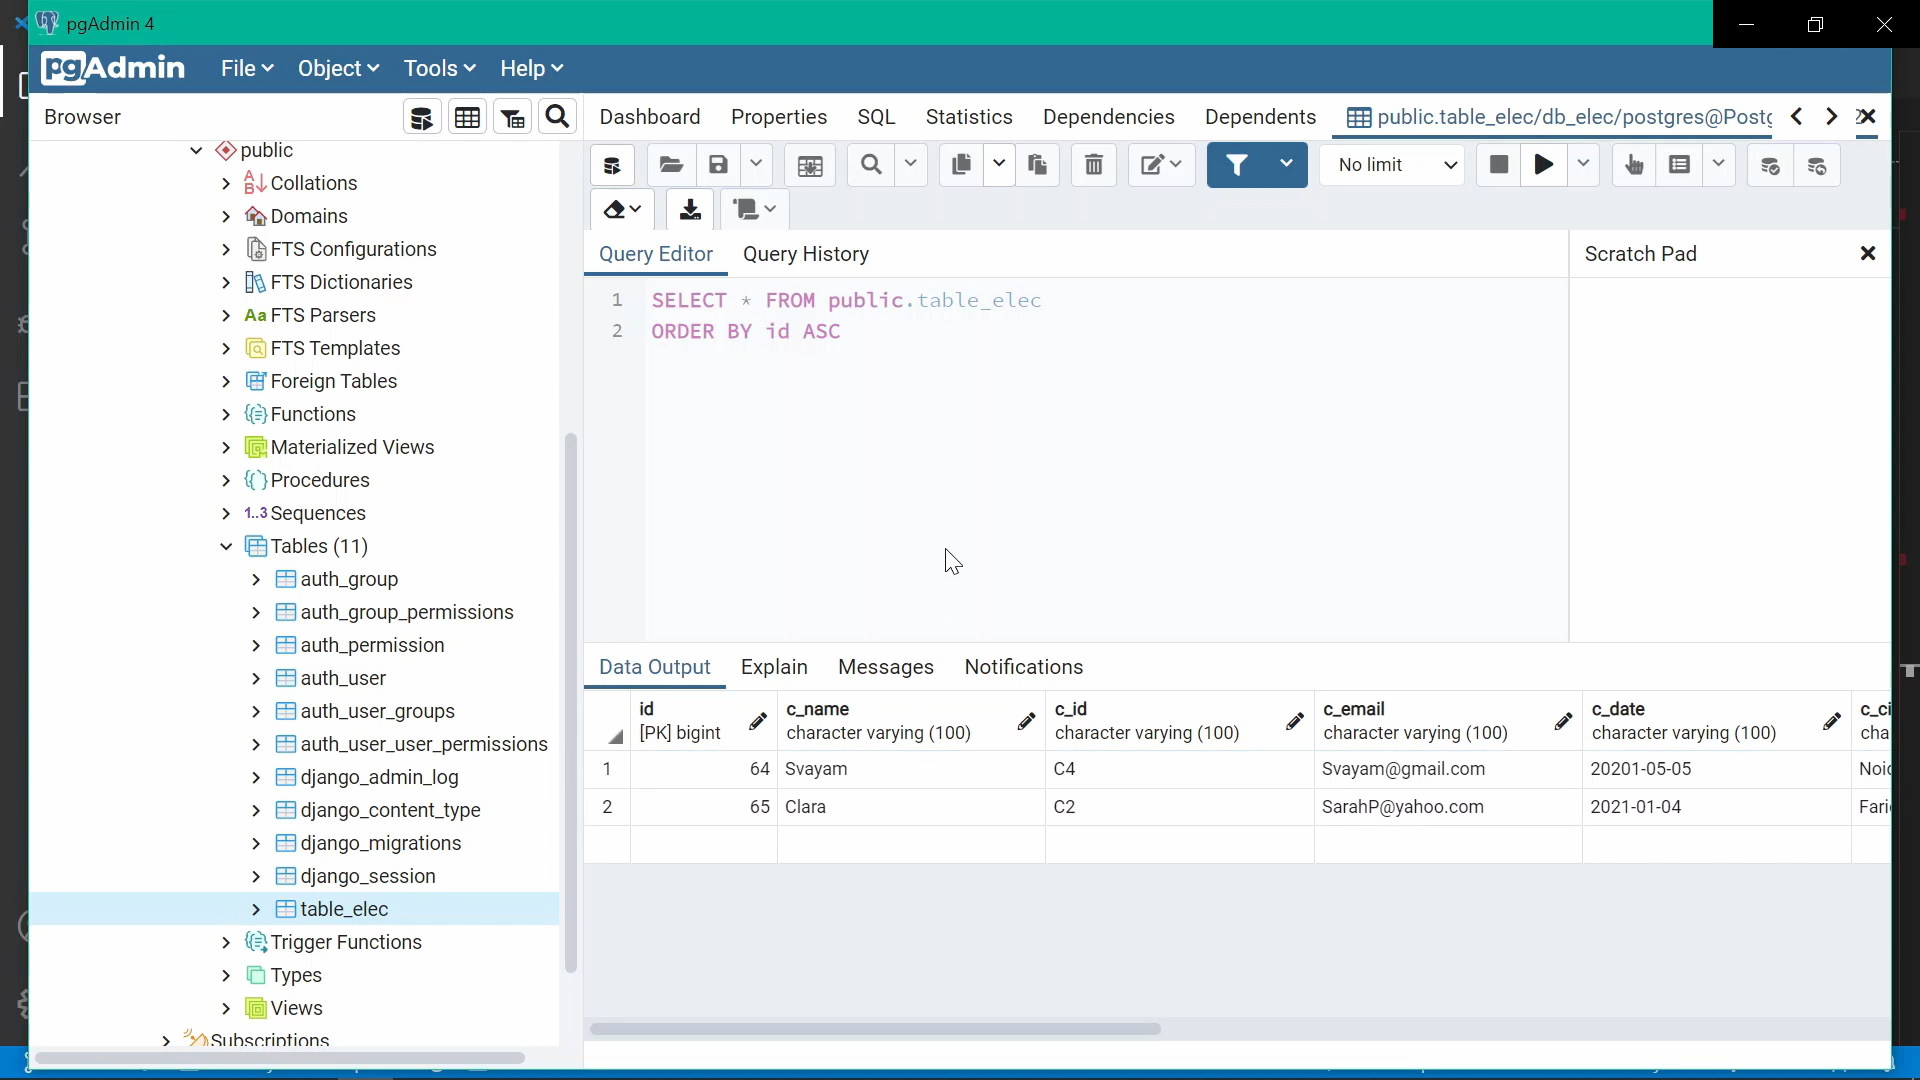 pgAdmin 4
pgAdmin File Object Tools Help
Browser
Dashboard Properties SQL Statistics Dependencies Dependents public.table_elec/db_elec/postgres@Postg
No limit
public
Collations
Domains
FTS Configurations
FTS Dictionaries
Aa FTS Parsers
FTS Templates
Foreign Tables
Functions
Materialized Views
Procedures
1..3 Sequences
Tables (11)
auth_group
auth_group_permissions
auth_permission
auth_user
auth_user_groups
auth_user_user_permissions
django_admin_log
django_content_type
django_migrations
django_session
table_elec
Trigger Functions
Types
Views
Subscriptions
Query Editor Query History
Scratch Pad
1 SELECT * FROM public.table_elec
2 ORDER BY id ASC
Data Output Explain Messages Notifications
id c_name c_id c_email c_date c_ci
[PK] bigint character varying (100) character varying (100) character varying (100) character varying (100) cha
1 64 Svayam C4 Svayam@gmail.com 20201-05-05 Noi
2 65 Clara C2 SarahP@yahoo.com 2021-01-04 Fari